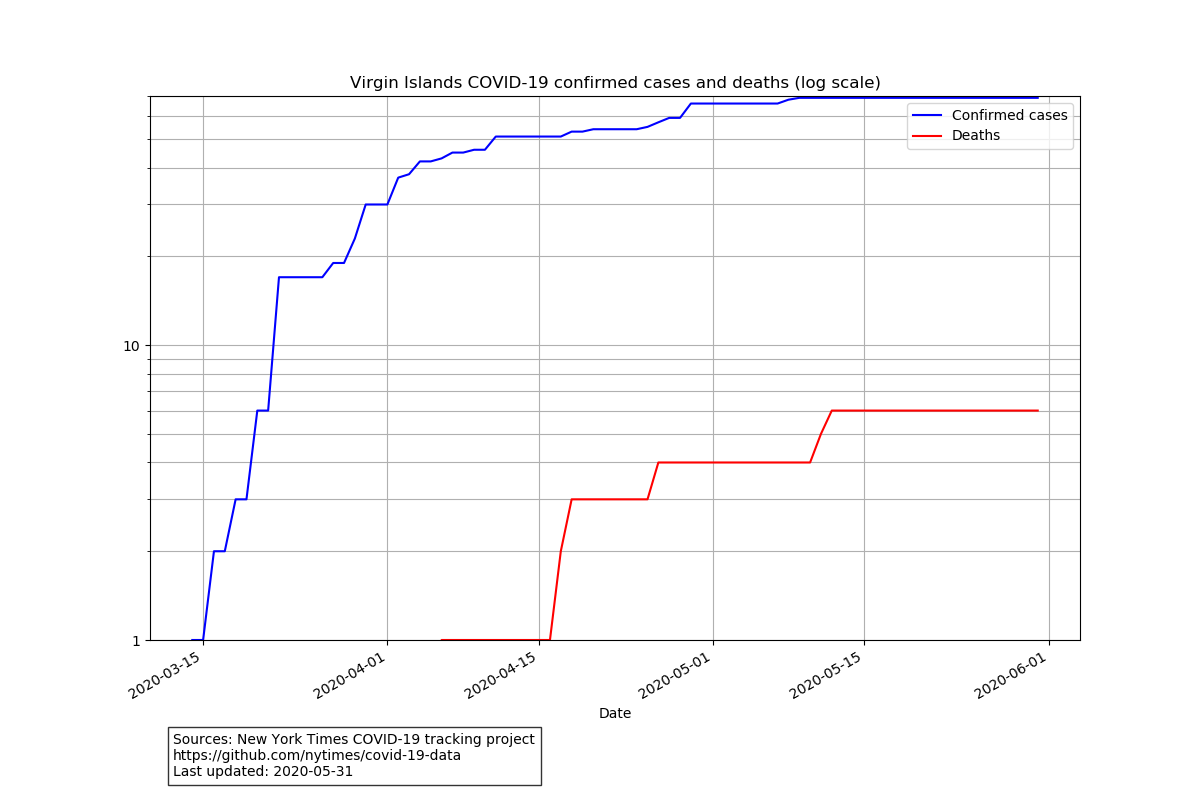 Virgin Islands COVID-19 confirmed cases and deaths (log scale)
Confirmed cases
Deaths
10
1
2020-03-15
2020-04-01
2020-04-15
2020-05-01
2020-05-15
2020-06-01
Date
Sources: New York Times COVID-19 tracking project
https://github.com/nytimes/covid-19-data
Last updated: 2020-05-31